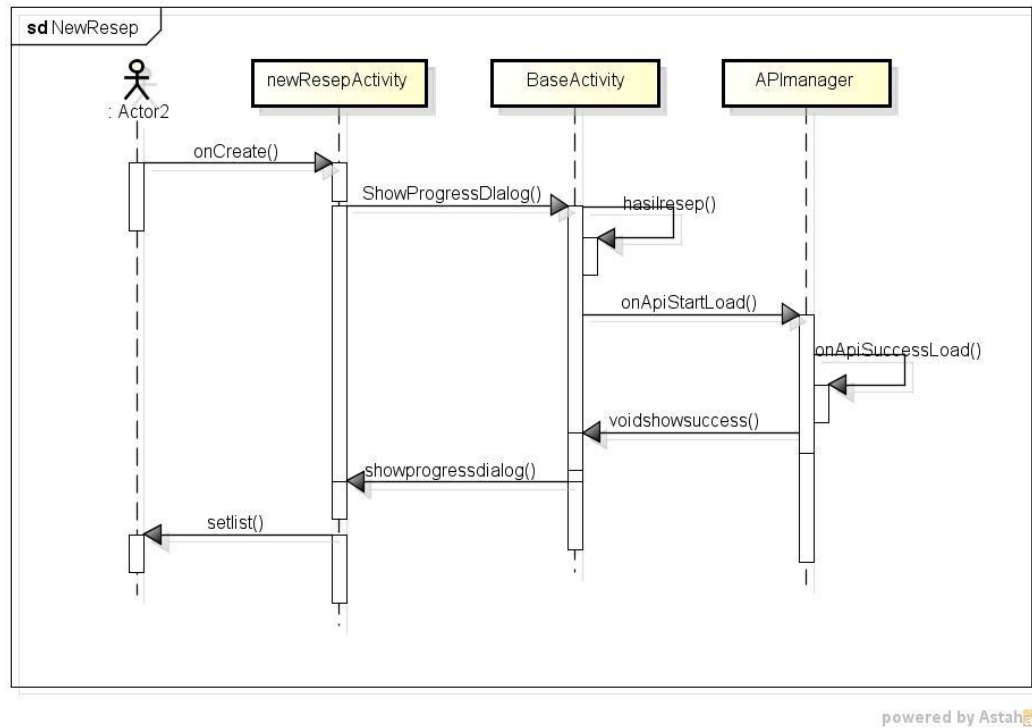 sd NewResep
: Actor2
newResepActivity
BaseActivity
APImanager
onCreate()
ShowProgressDIalog()
hasilresep()
onApiStartLoad()
onApiSuccessLoad()
voidshowsuccess()
showprogressdialog()
setlist()
powered by Astah